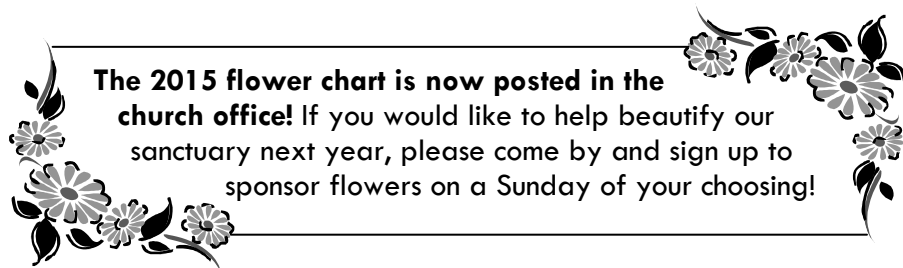 The 2015 flower chart is now posted in the
church office! If you would like to help beautify our
sanctuary next year, please come by and sign up to
sponsor flowers on a Sunday of your choosing!